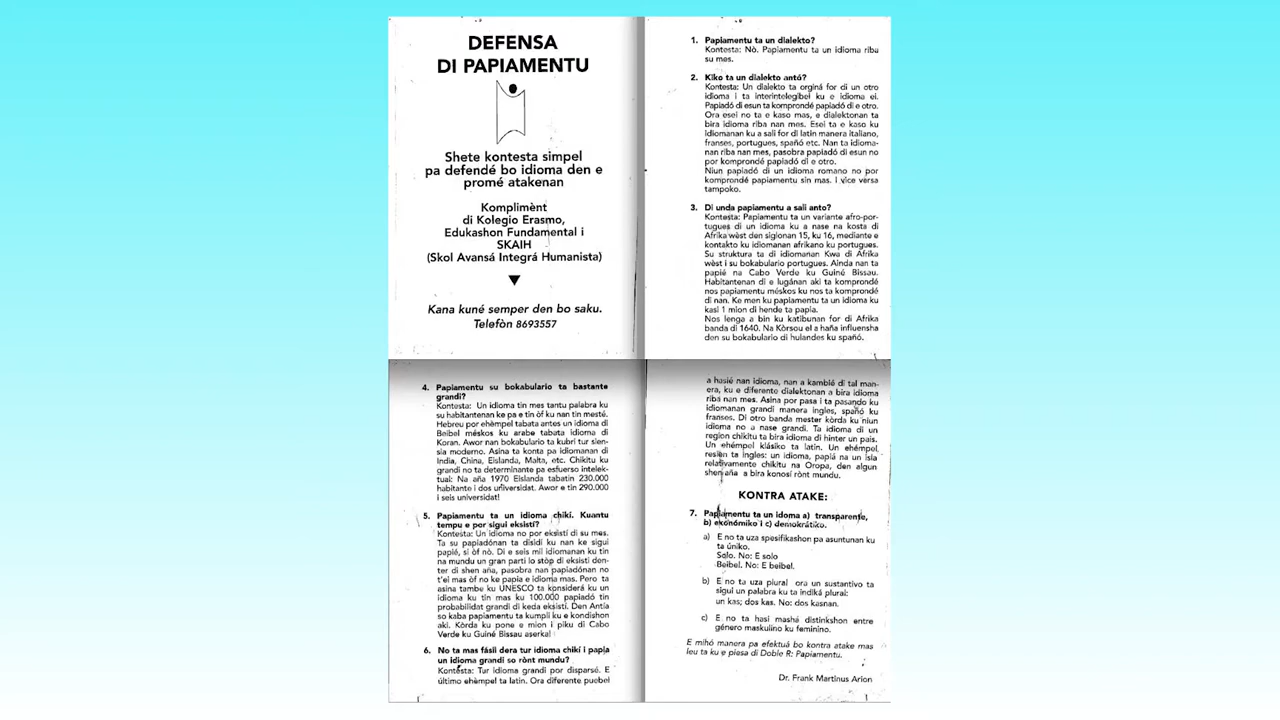 DEFENSA
DI PAPIAMENTU
Shete kontesta simpel
pa defendé bo idioma den e
promé atakenan
Komplimènt
di Kolegio Erasmo,
Edukashon Fundamental i
SKAIH
(Skol Avansá Integrá Humanista)
Kana kuné semper den bo saku.
Telefòn 8693557
1. Papiamentu ta un dialekto?
Kontesta: Nò. Papiamentu ta un idioma riba
su mes.
2. Kiko ta un dialekto antó?
Kontesta: Un dialekto ta orginá for di un otro
idioma i ta interintelegibel ku e idioma ei.
Papiadó di esun ta komprondé papiadó di e otro.
Ora esei no ta e kaso mas, e dialektonan ta
bira idioma riba nan mes. Esei ta e kaso ku
idiomanan ku a sali for di latin manera italiano,
franses, portugues, spañó etc. Nan ta idioma-
nan riba nan mes, pasobra papiadó di esun no
por komprondé papiadó di e otro.
Niun papiadó di un idioma romano no por
komprondé papiamentu sin mas. I vice versa
tampoko.
3. Di unda papiamentu a sali anto?
Kontesta: Papiamentu ta un variante afro-por-
tugues di un idioma ku a nase na kosta di
Afrika wèst den siglonan 15, ku 16, mediante e
kontakto ku idiomanan afrikano ku portugues.
Su struktura ta di idiomanan Kwa di Afrika
wèst i su bokabulario portugues. Ainda nan ta
papié na Cabo Verde ku Guiné Bissau.
Habitantenan di e lugánan aki ta komprondé
nos papiamentu méskos ku nos ta komprondé
di nan. Ke men ku papiamentu ta un idioma ku
kasi 1 mion di hende ta papia.
Nos lenga a bin ku katibunan for di Afrika
banda di 1640. Na Kòrsou el a haña influensha
den su bokabulario di hulandes ku spañó.
4. Papiamentu su bokabulario ta bastante
grandi?
Kontesta: Un idioma tin mes tantu palabra ku
su habitantenan ke pa e tin òf ku nan tin mesté.
Hebreu por ehèmpel tabata antes un idioma di
Beibel méskos ku arabe tabata idioma di
Koran. Awor nan bokabulario ta kubri tur sien-
sia moderno. Asina ta konta pa idiomanan di
India, China, Eislanda, Malta, etc. Chikitu ku
grandi no ta determinante pa esfuerso intelek-
tual: Na aña 1970 Eislanda tabatin 230.000
habitante i dos universidat. Awor e tin 290.000
i seis universidat!
5. Papiamentu ta un idioma chikí. Kuantu
tempu e por sigui eksistí?
Kontesta: Un idioma no por eksistí di su mes.
Ta su papiadónan ta disidí ku nan ke sigui
papié, si òf nò. Di e seis mil idiomanan ku tin
na mundu un gran parti lo stòp di eksistí den-
ter di shen aña, pasobra nan papiadónan no
t'ei mas òf no ke papia e idioma mas. Pero ta
asina tambe ku UNESCO ta konsiderá ku un
idioma ku tin mas ku 100.000 papiadó tin
probabilidat grandi di keda eksistí. Den Antia
so kaba papiamentu ta kumpli ku e kondishon
aki. Kòrda ku pone e mion i piku di Cabo
Verde ku Guiné Bissau aserka!
6. No ta mas fásil dera tur idioma chikí i papia
un idioma grandi so rònt mundu?
Kontesta: Tur idioma grandi por disparsé. E
último ehèmpel ta latin. Ora diferente puebel
a hasié nan idioma, nan a kambié di tal man-
era, ku e diferente dialektonan a bira idioma
riba nan mes. Asina por pasa i ta pasando ku
idiomanan grandi manera ingles, spañó ku
franses. Di otro banda mester kòrda ku niun
idioma no a nase grandi. Ta idioma di un
region chikitu ta bira idioma di hinter un pais.
Un ehémpel klásiko ta latin. Un ehémpel,
resien ta ingles: un idioma, papiá na un isla
relativamente chikitu na Oropa, den algun
shen aña a bira konosí rònt mundu.
KONTRA ATAKE:
7. Papiamentu ta un idoma a) transparente,
b) ekonómiko i c) demokrátiko.
a) E no ta uza spesifikashon pa asuntunan ku
ta úniko.
Solo. No: E solo
Beibel. No: E beibel.
b) E no ta uza plural ora un sustantivo ta
sigui un palabra ku ta indiká plural:
un kas; dos kas. No: dos kasnan.
c) E no ta hasi mashá distinkshon entre
género maskulino ku feminino.
E mihó manera pa efektuá bo kontra atake mas
leu ta ku e piesa di Doble R: Papiamentu.
Dr. Frank Martinus Arion